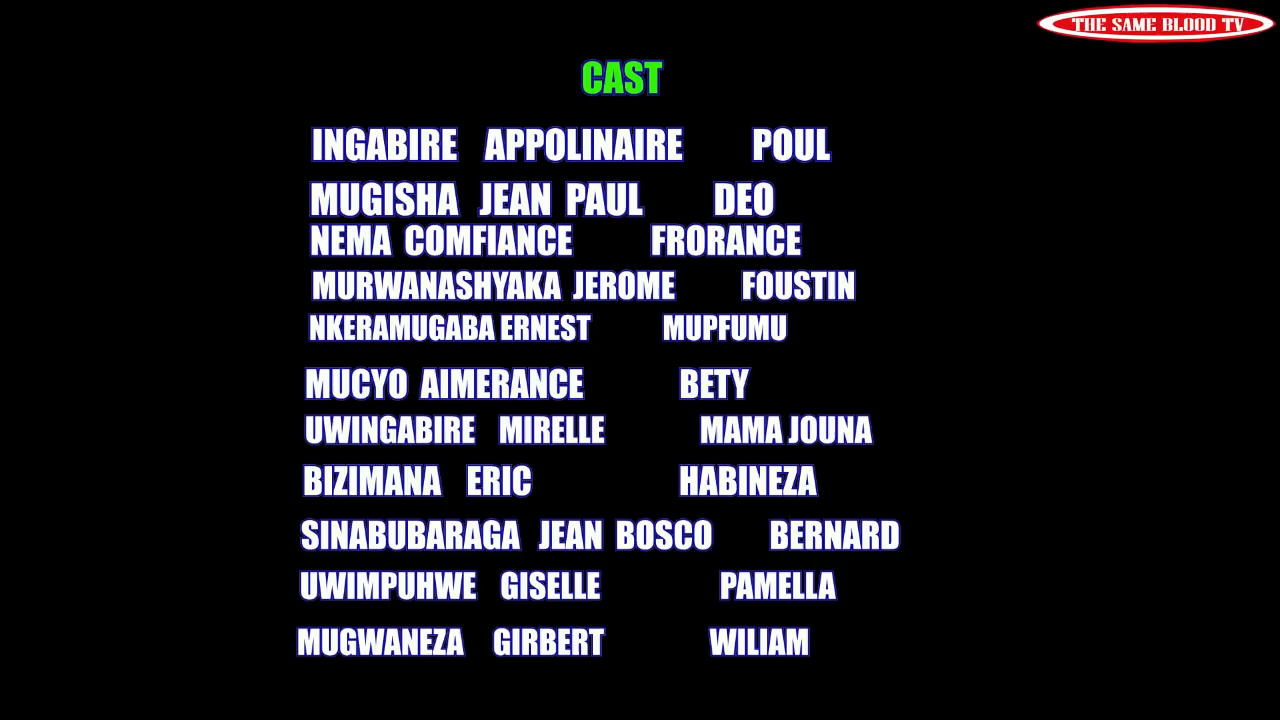 THE SAME BLOOD TV
CAST
INGABIRE APPOLINAIRE POUL
MUGISHA JEAN PAUL DEO
NEMA COMFIANCE FRORANCE
MURWANASHYAKA JEROME FOUSTIN
NKERAMUGABA ERNEST MUPFUMU
MUCYO AIMERANCE BETY
UWINGABIRE MIRELLE MAMA JOUNA
BIZIMANA ERIC HABINEZA
SINABUBARAGA JEAN BOSCO BERNARD
UWIMPUHWE GISELLE PAMELLA
MUGWANEZA GIRBERT WILIAM